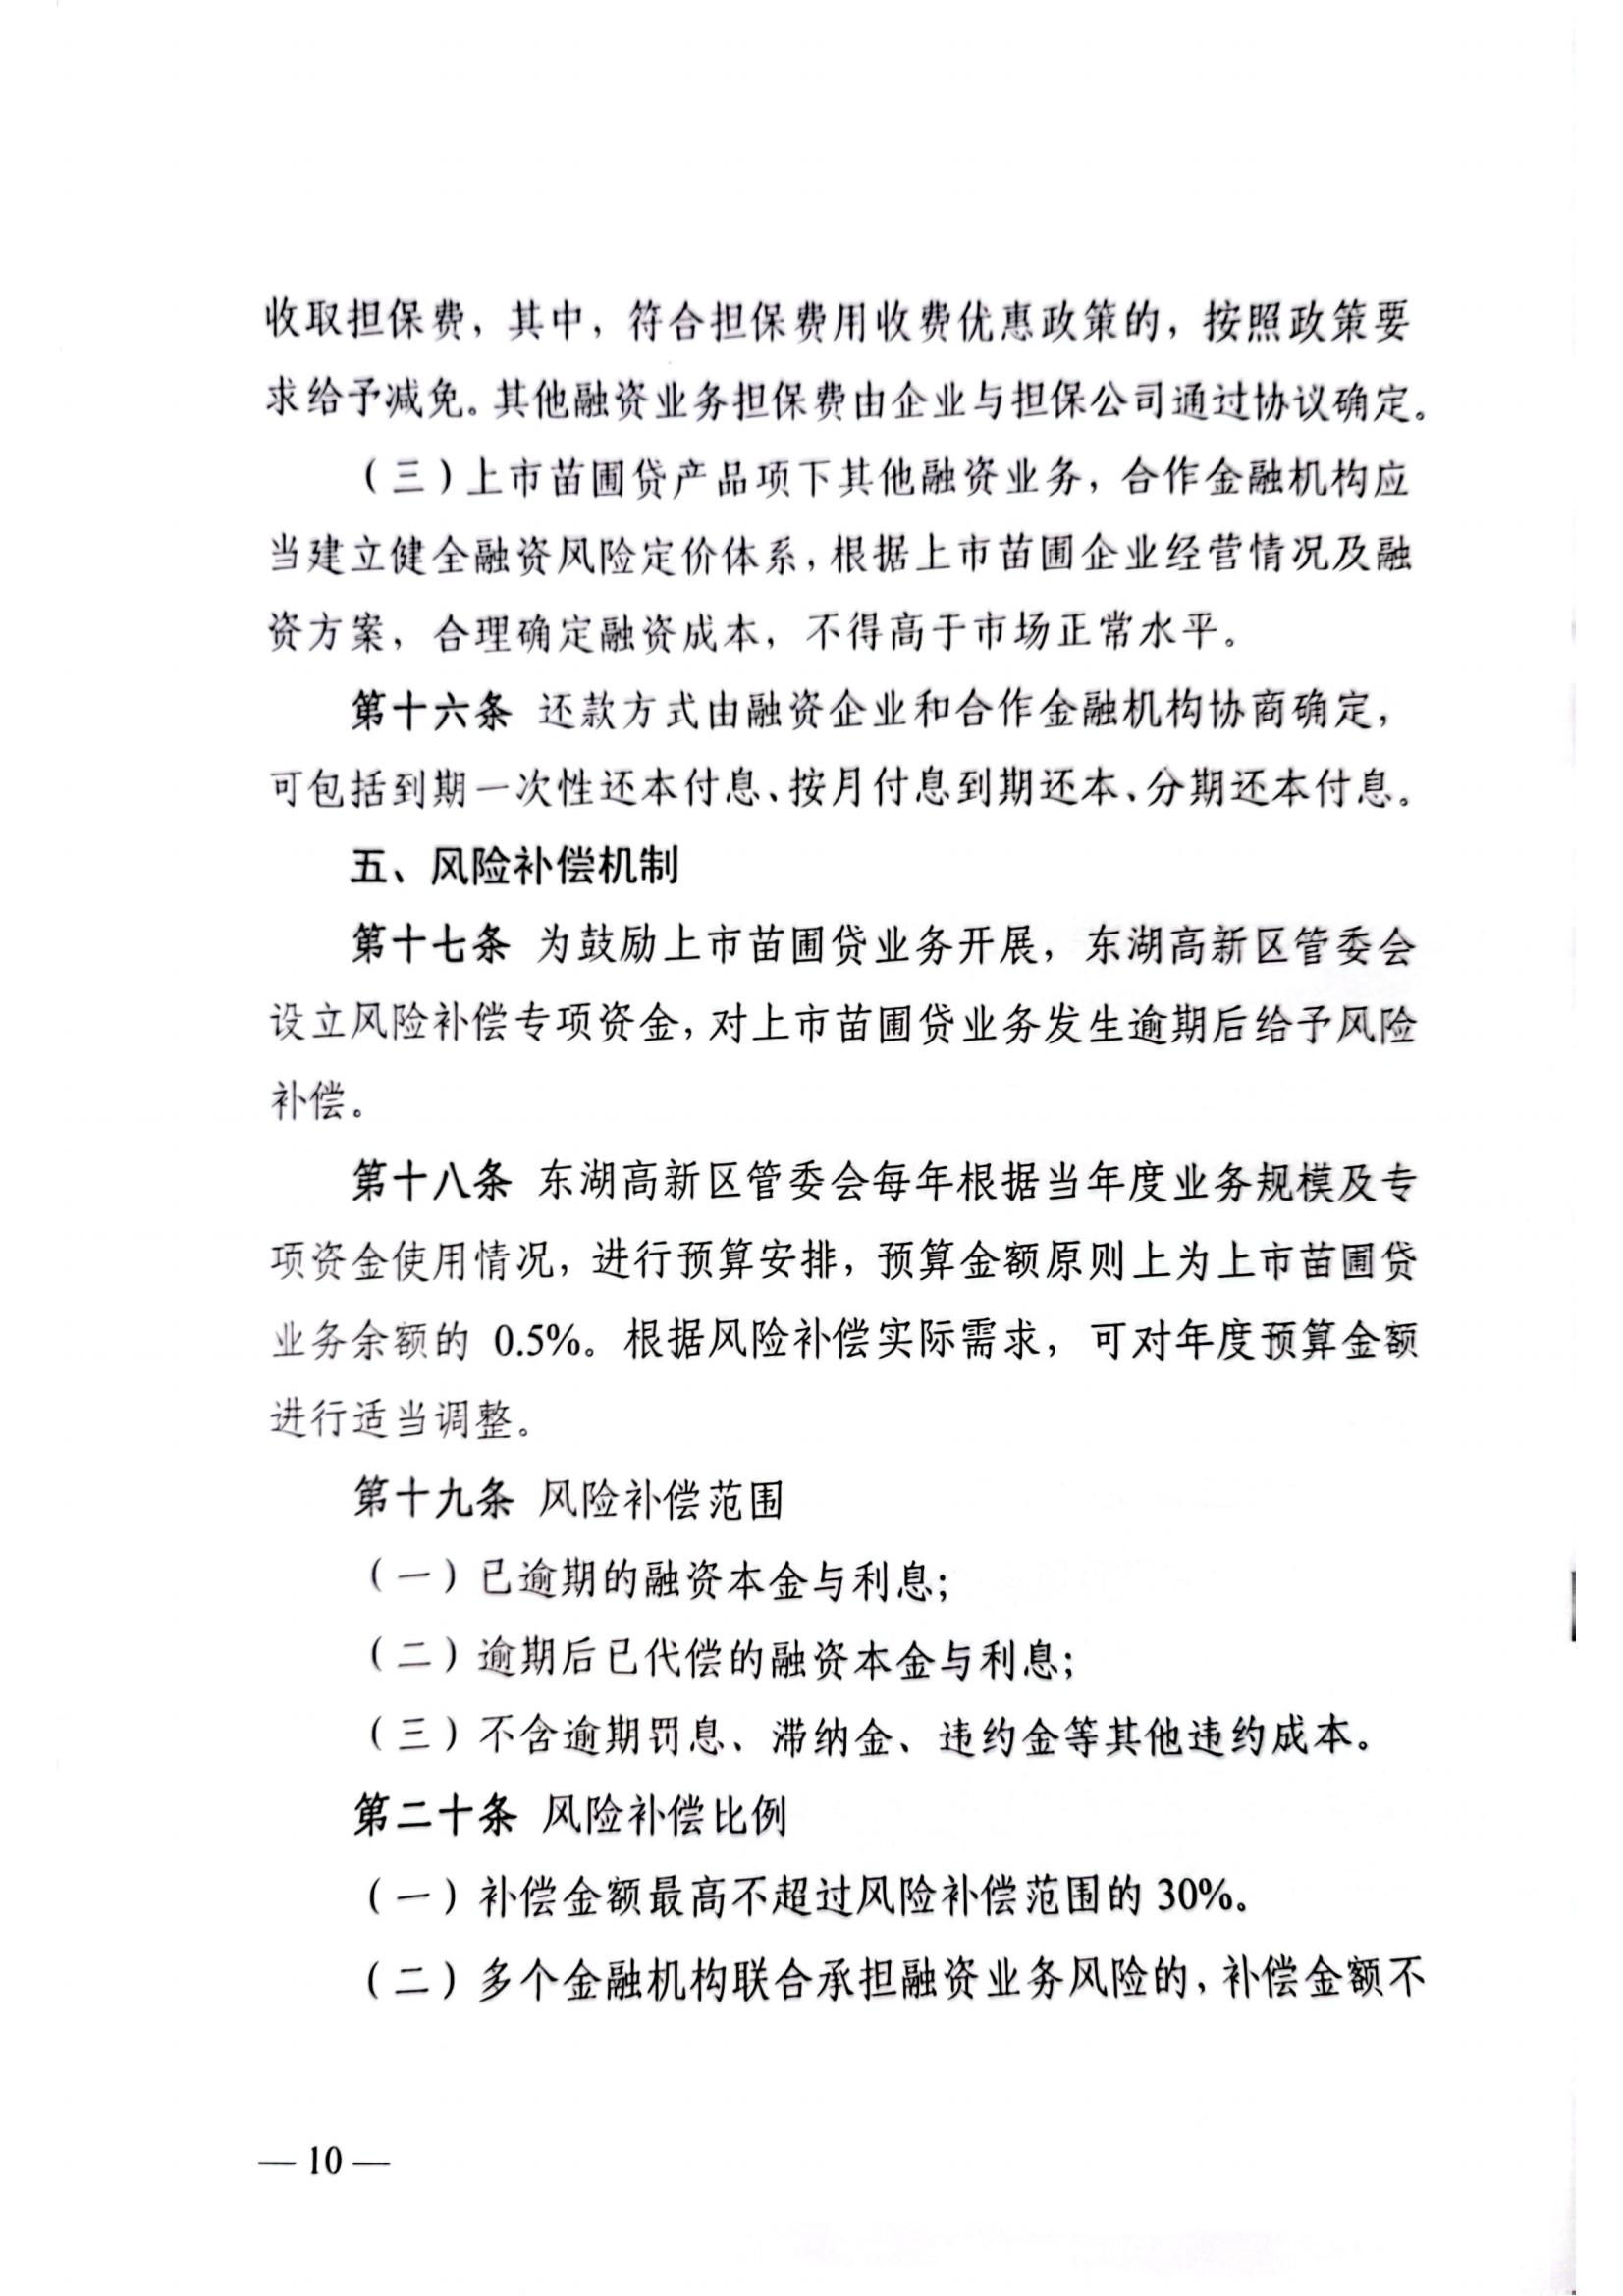 收取担保费，其中，符合担保费用收费优惠政策的，按照政策要
求给予减免。其他融资业务担保费由企业与担保公司通过协议确定。
（三）上市苗圃贷产品项下其他融资业务，合作金融机构应
当建立健全融资风险定价体系，根据上市苗圃企业经营情况及融
资方案，合理确定融资成本，不得高于市场正常水平。
第十六条 还款方式由融资企业和合作金融机构协商确定，
可包括到期一次性还本付息、按月付息到期还本、分期还本付息。
五、风险补偿机制
第十七条 为鼓励上市苗圃贷业务开展，东湖高新区管委会
设立风险补偿专项资金，对上市苗圃贷业务发生逾期后给予风险
补偿。
第十八条 东湖高新区管委会每年根据当年度业务规模及专
项资金使用情况，进行预算安排，预算金额原则上为上市苗圃贷
业务余额的 0.5%。根据风险补偿实际需求，可对年度预算金额
进行适当调整。
第十九条 风险补偿范围
（一）已逾期的融资本金与利息；
（二）逾期后已代偿的融资本金与利息；
（三）不含逾期罚息、滞纳金、违约金等其他违约成本。
第二十条 风险补偿比例
（一）补偿金额最高不超过风险补偿范围的 30%。
（二）多个金融机构联合承担融资业务风险的，补偿金额不
— 10 —